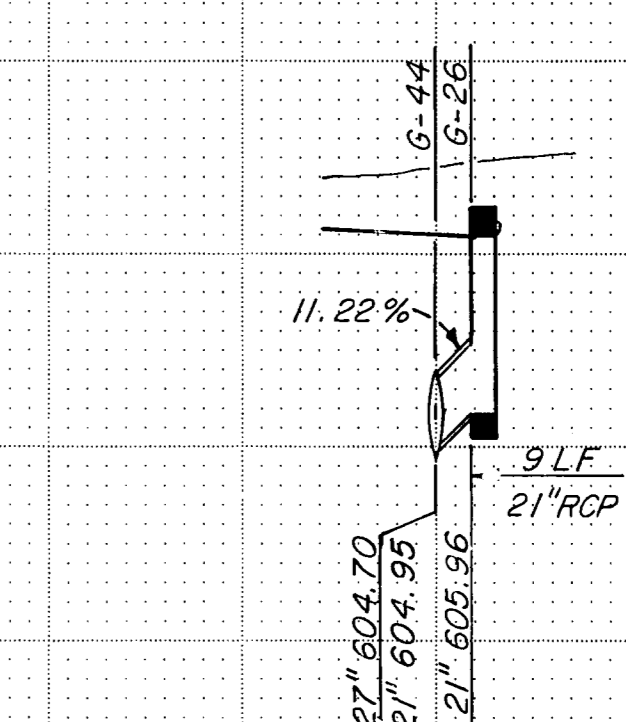 G-44
G-26
11.22%
9 LF
21" RCP
27" 604.70
21" 604.95
21" 605.96